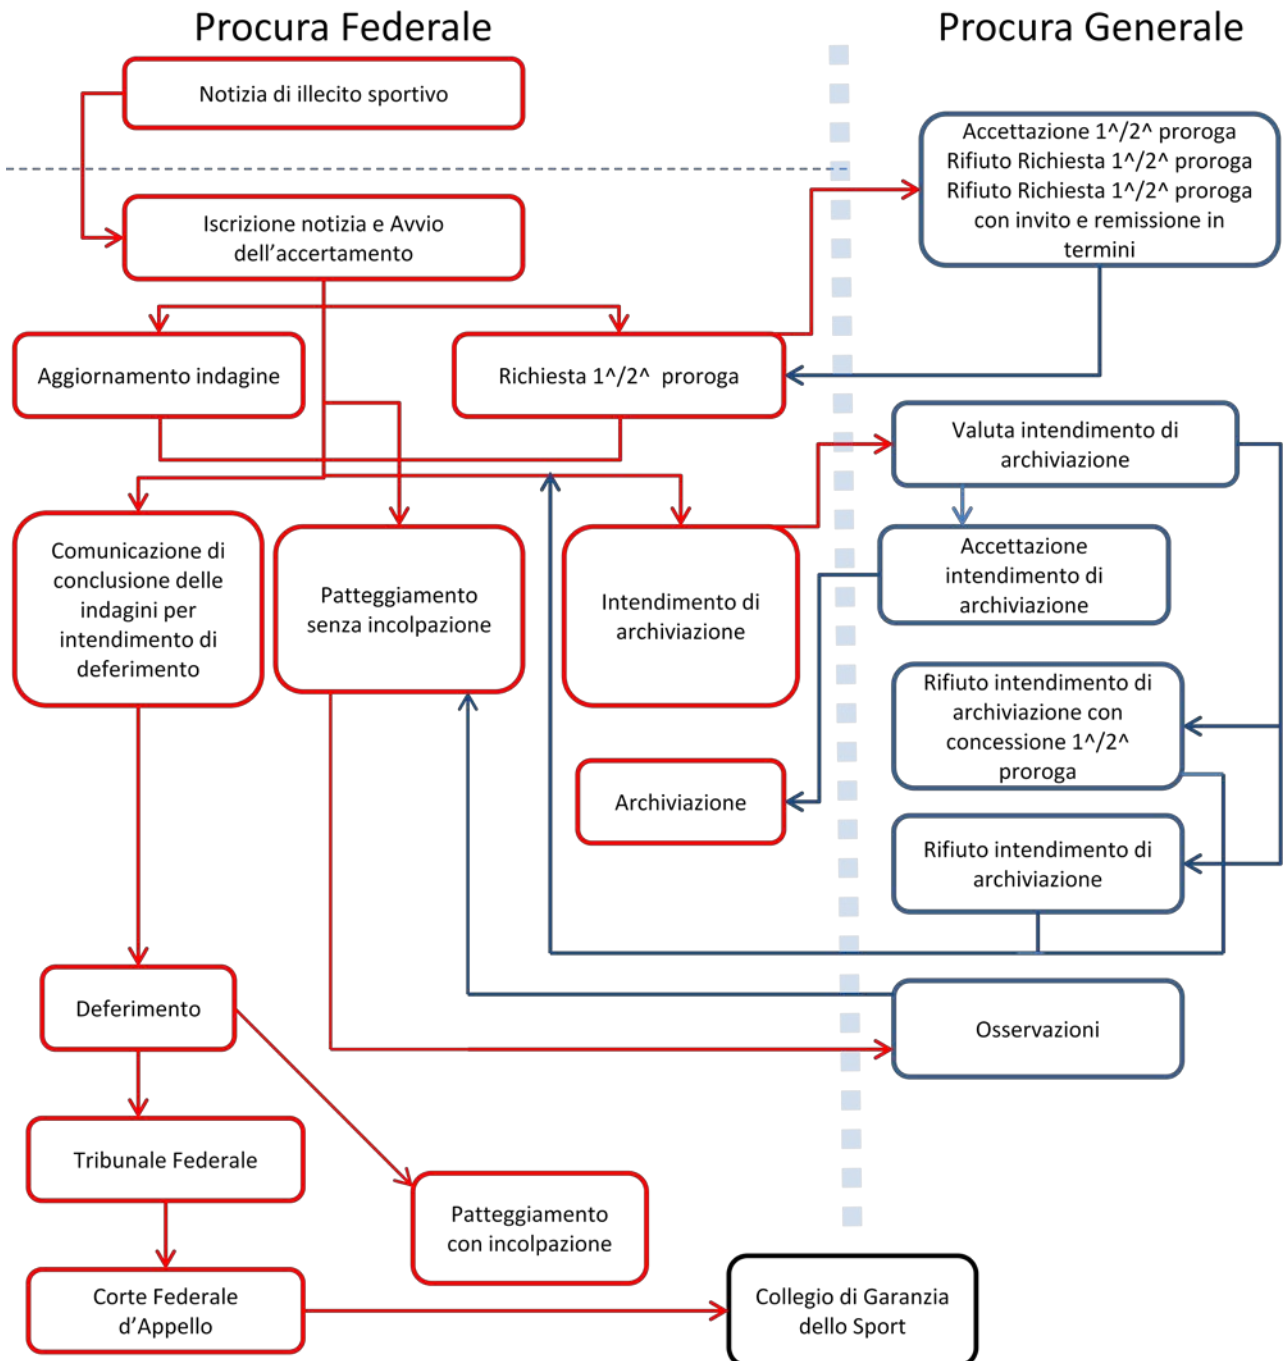 Procura Federale
Procura Generale
Notizia di illecito sportivo
Accettazione 1^/2^ proroga
Rifiuto Richiesta 1^/2^ proroga
Rifiuto Richiesta 1^/2^ proroga
con invito e remissione in
termini
Iscrizione notizia e Avvio
dell’accertamento
Aggiornamento indagine
Richiesta 1^/2^ proroga
Valuta intendimento di
archiviazione
Comunicazione di
conclusione delle
indagini per
intendimento di
deferimento
Patteggiamento
senza incolpazione
Intendimento di
archiviazione
Accettazione
intendimento di
archiviazione
Rifiuto intendimento di
archiviazione con
concessione 1^/2^
proroga
Archiviazione
Rifiuto intendimento di
archiviazione
Deferimento
Osservazioni
Tribunale Federale
Patteggiamento
con incolpazione
Corte Federale
d’Appello
Collegio di Garanzia
dello Sport